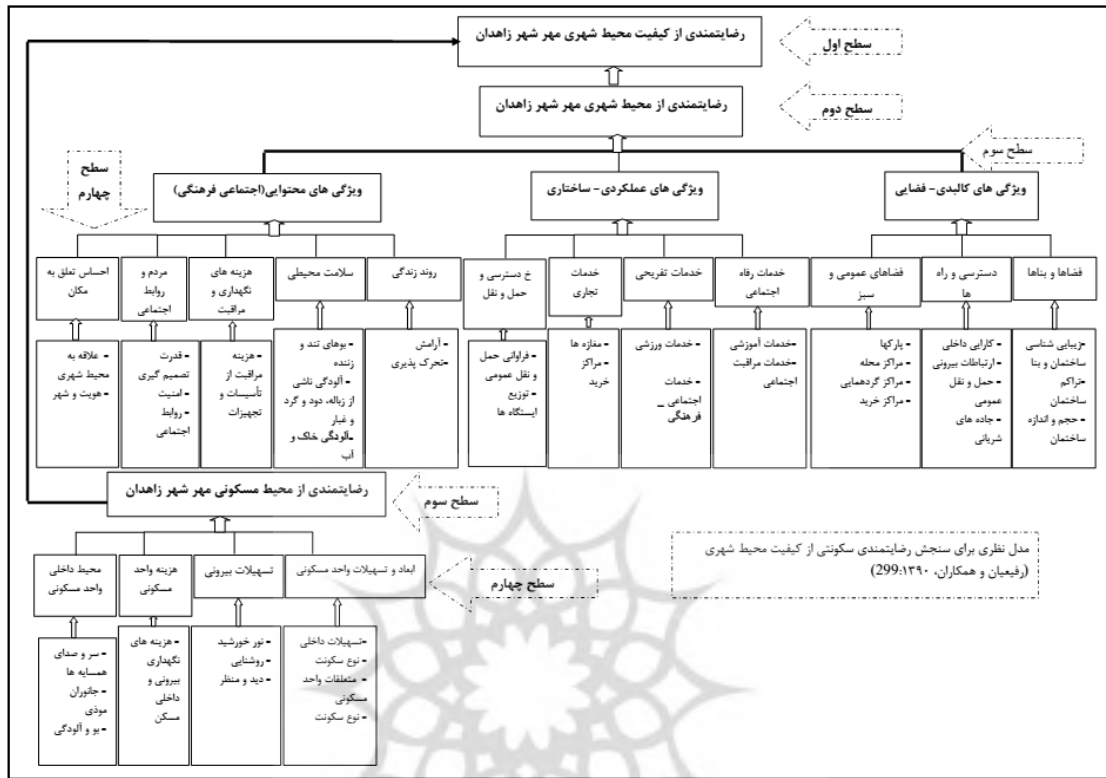 رضایتمندی از کیفیت محیط شهری مهر شهر زاهدان
سطح اول
رضایتمندی از محیط شهری مهر شهر زاهدان
سطح دوم
سطح سوم
ویژگی های کالبدی- فضایی
ویژگی های عملکردی- ساختاری
ویژگی های محتوایی(اجتماعی فرهنگی)
سطح
چهارم
فضاها و بناها
دسترسی و راه
ها
فضاهای عمومی و
سبز
خدمات رفاه
اجتماعی
خدمات تفریحی
خدمات
تجاری
خ دسترسی و
حمل و نقل
روند زندگی
سلامت محیطی
هزینه های
نگهداری و
مراقبت
مردم و
روابط
اجتماعی
احساس تعلق به
مکان
-زیبایی شناسی
ساختمان و بنا
-تراکم
ساختمان
- حجم و اندازه
ساختمان
- کارایی داخلی
- ارتباطات بیرونی
- حمل و نقل
عمومی
- جاده های
شریانی
- پارکها
- مراکز محله
- مراکز گردهمایی
- مراکز خرید
-خدمات آموزشی
-خدمات مراقبت
اجتماعی
- خدمات ورزشی
- خدمات
اجتماعی _
فرهنگی
- مغازه ها
- مراکز
خرید
- فراوانی حمل
و نقل عمومی
- توزیع
ایستگاه ها
- آرامش
-تحرک پذیری
- بوهای تند و
زننده
- آلودگی ناشی
از زباله، دود و گرد
و غبار
-آلودگی خاک و
آب
- هزینه
مراقبت از
تأسیسات و
تجهیزات
- قدرت
تصمیم گیری
- امنیت
- روابط
اجتماعی
- علاقه به
محیط شهری
- هویت و شهر
رضایتمندی از محیط مسکونی مهر شهر زاهدان
سطح سوم
ابعاد و تسهیلات واحد مسکونی
تسهیلات بیرونی
هزینه واحد
مسکونی
محیط داخلی
واحد مسکونی
سطح چهارم
-تسهیلات داخلی
- نوع سکونت
- متعلقات واحد
مسکونی
- نوع سکونت
- نور خورشید
- روشنایی
- دید و منظر
- هزینه های
نگهداری
بیرونی و
داخلی
مسکن
- سر و صدای
همسایه ها
- جانوران
موذی
- بو و آلودگی
مدل نظری برای سنجش رضایتمندی سکونتی از کیفیت محیط شهری
(رفیعیان و همکاران، ۱۳۹۰:299)